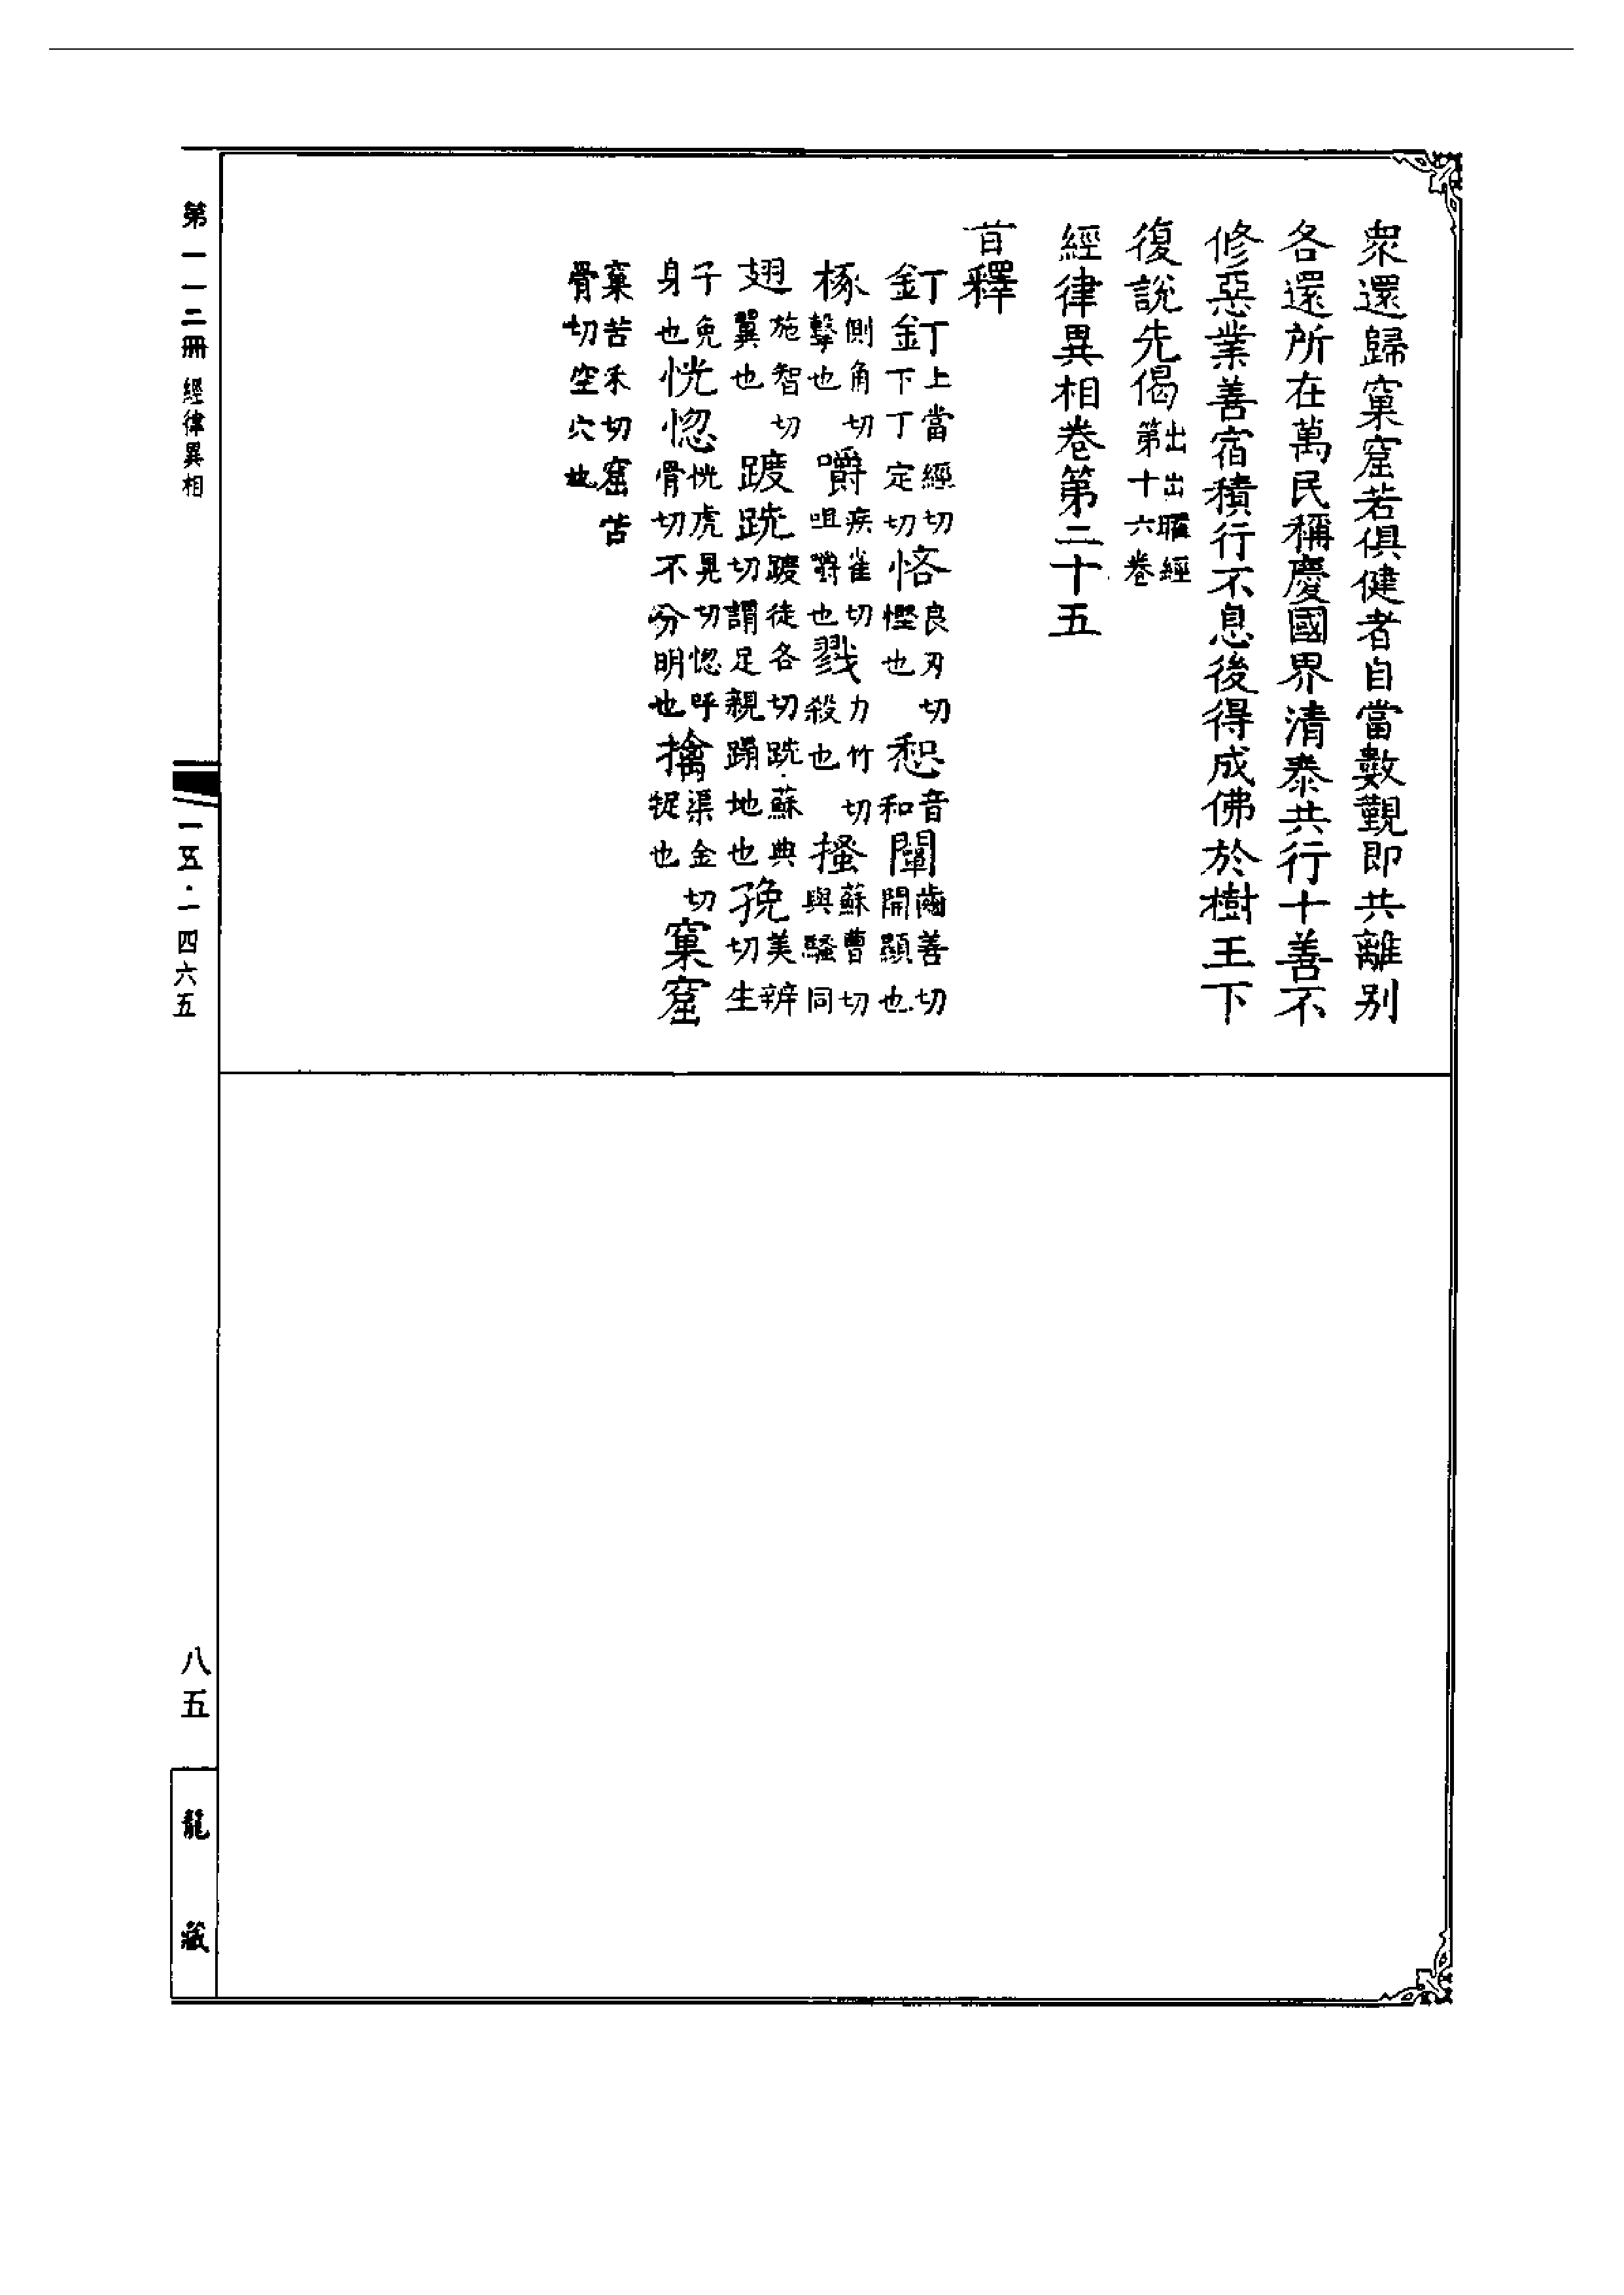 眾還歸窠窟若俱健者自當數觀即共離別
各還所在萬民稱慶國界清泰共行十善不
修惡業善宿積行不息後得成佛於樹王下
復說先偈出出曜經第十六卷
經律異相卷第二十五
音釋
釘釘上當經切下丁定切悋良刃切慳也惒音和闡齒善切開顯也
椓側角切擊也嚼疾雀切咀嚼也戮力竹切殺也搔蘇曹切與騷同
翅施智切翼也踱跣踱徒各切跣蘇典切謂足親蹋地也㝃美辨切生
子免身也恍惚恍虎晃切惚呼骨切不分明也擒渠金切捉也窠窟
窠苦禾切窟苦骨切空穴也
第一一二冊 經律異相
一五·一四六五
八五
龍藏